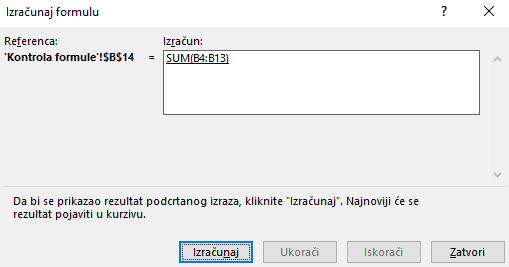 Izračunaj formulu
Referenca:
Izračun:
'Kontrola formule'!$B$14 = SUM(B4:B13)
Da bi se prikazao rezultat podcrtanog izraza, kliknite "Izračunaj". Najnoviji će se
rezultat pojaviti u kurzivu.
Izračunaj
Ukorači
Iskorači
Zatvori